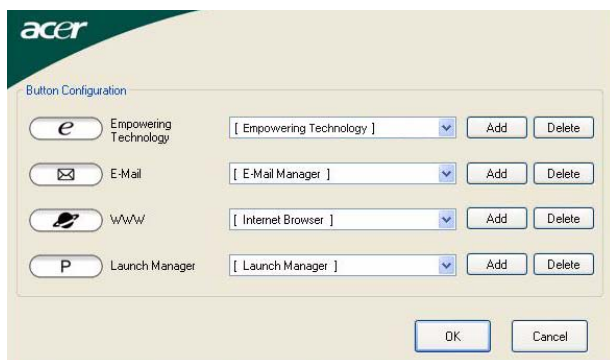 acer
Button Configuration
e Empowering Technology [ Empowering Technology ] Add Delete
E-Mail [ E-Mail Manager ] Add Delete
WWW [ Internet Browser ] Add Delete
P Launch Manager [ Launch Manager ] Add Delete
OK Cancel